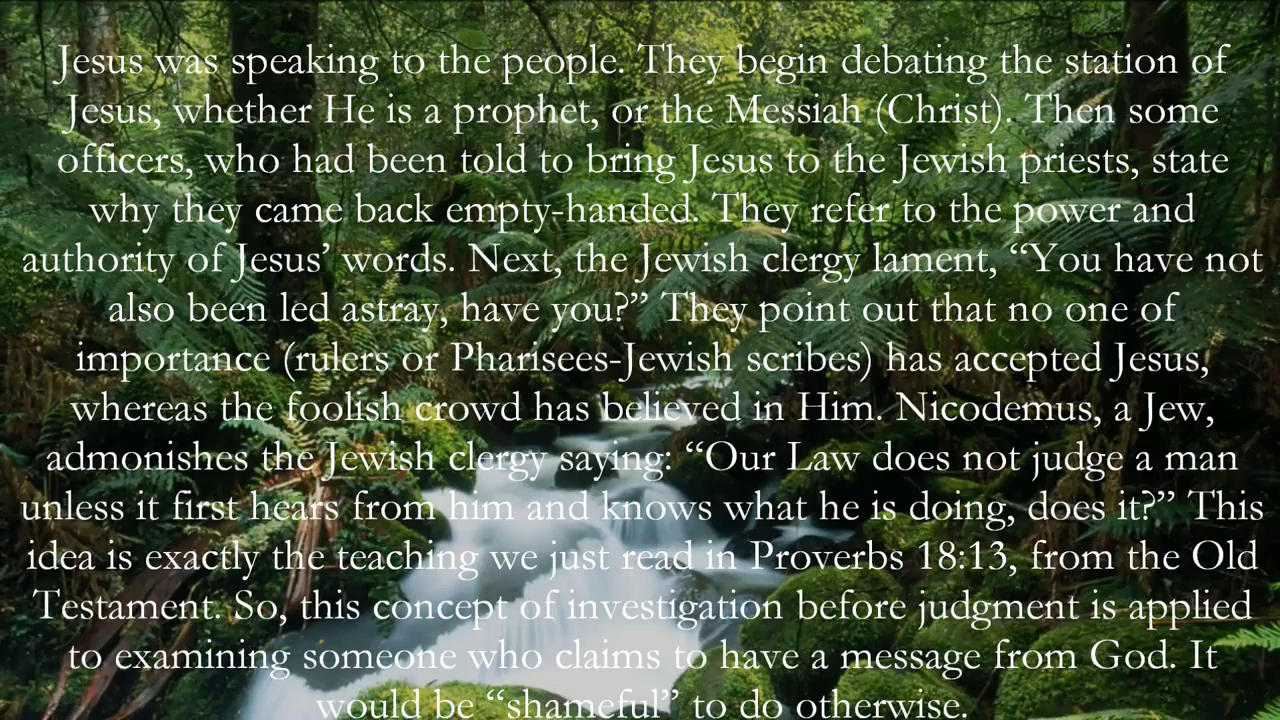 Jesus was speaking to the people. They begin debating the station of
Jesus, whether He is a prophet, or the Messiah (Christ). Then some
officers, who had been told to bring Jesus to the Jewish priests, state
why they came back empty-handed. They refer to the power and
authority of Jesus’ words. Next, the Jewish clergy lament, “You have not
also been led astray, have you?” They point out that no one of
importance (rulers or Pharisees-Jewish scribes) has accepted Jesus,
whereas the foolish crowd has believed in Him. Nicodemus, a Jew,
admonishes the Jewish clergy saying: “Our Law does not judge a man
unless it first hears from him and knows what he is doing, does it?” This
idea is exactly the teaching we just read in Proverbs 18:13, from the Old
Testament. So, this concept of investigation before judgment is applied
to examining someone who claims to have a message from God. It
would be “shameful” to do otherwise.